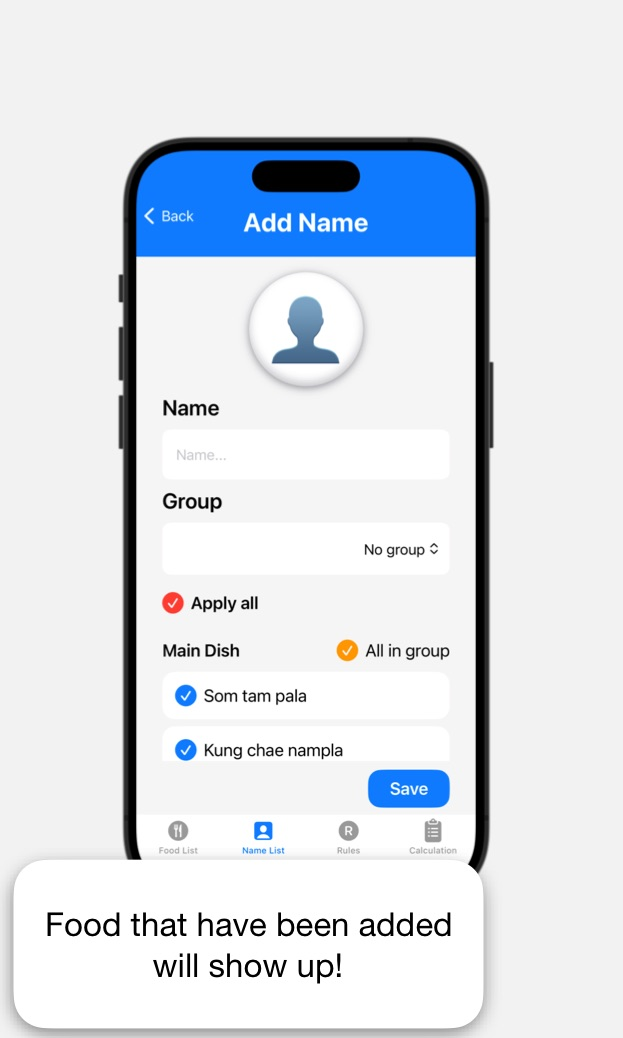 Back
Add Name
Name
Name...
Group
No group
Apply all
Main Dish
All in group
Som tam pala
Kung chae nampla
Save
Food List
Name List
R
Rules
Calculation
Food that have been added
will show up!